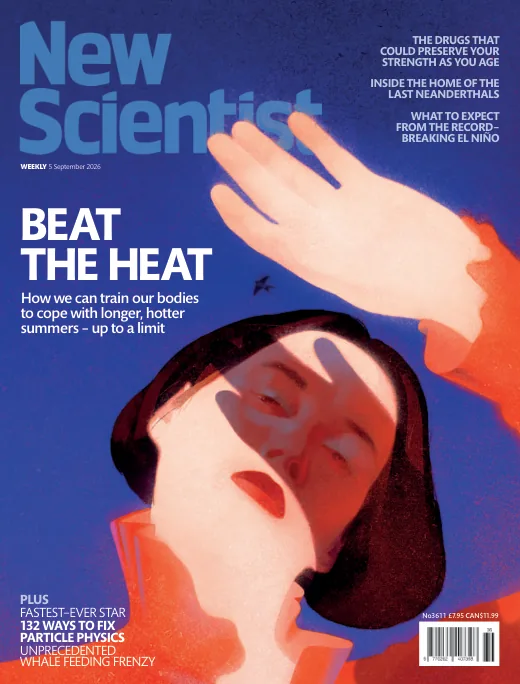 New
Scientist
WEEKLY 5 September 2026
THE DRUGS THAT
COULD PRESERVE YOUR
STRENGTH AS YOU AGE
INSIDE THE HOME OF THE
LAST NEANDERTHALS
WHAT TO EXPECT
FROM THE RECORD-
BREAKING EL NIÑO
BEAT
THE HEAT
How we can train our bodies
to cope with longer, hotter
summers – up to a limit
PLUS
FASTEST-EVER STAR
132 WAYS TO FIX
PARTICLE PHYSICS
UNPRECEDENTED
WHALE FEEDING FRENZY
No3611 £7.95 CAN$11.99